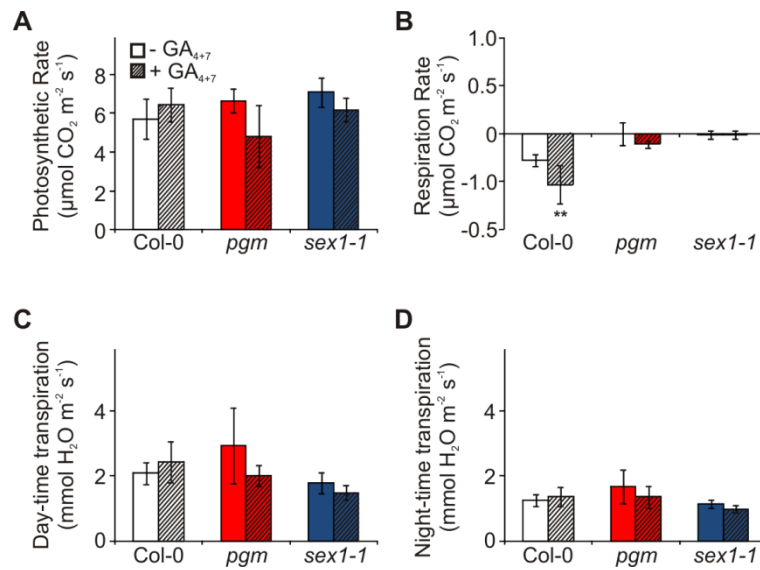 A
- GA4+7
+ GA4+7
Photosynthetic Rate
(µmol CO2 m-2 s-1)
8
6
4
2
0
Col-0 pgm sex1-1
B
Respiration Rate
(µmol CO2 m-2 s-1)
1.0
0.5
0
-1.0
-0.5
**
Col-0 pgm sex1-1
C
Day-time transpiration
(mmol H2O m-2 s-1)
4
2
0
Col-0 pgm sex1-1
D
Night-time transpiration
(mmol H2O m-2 s-1)
4
2
0
Col-0 pgm sex1-1